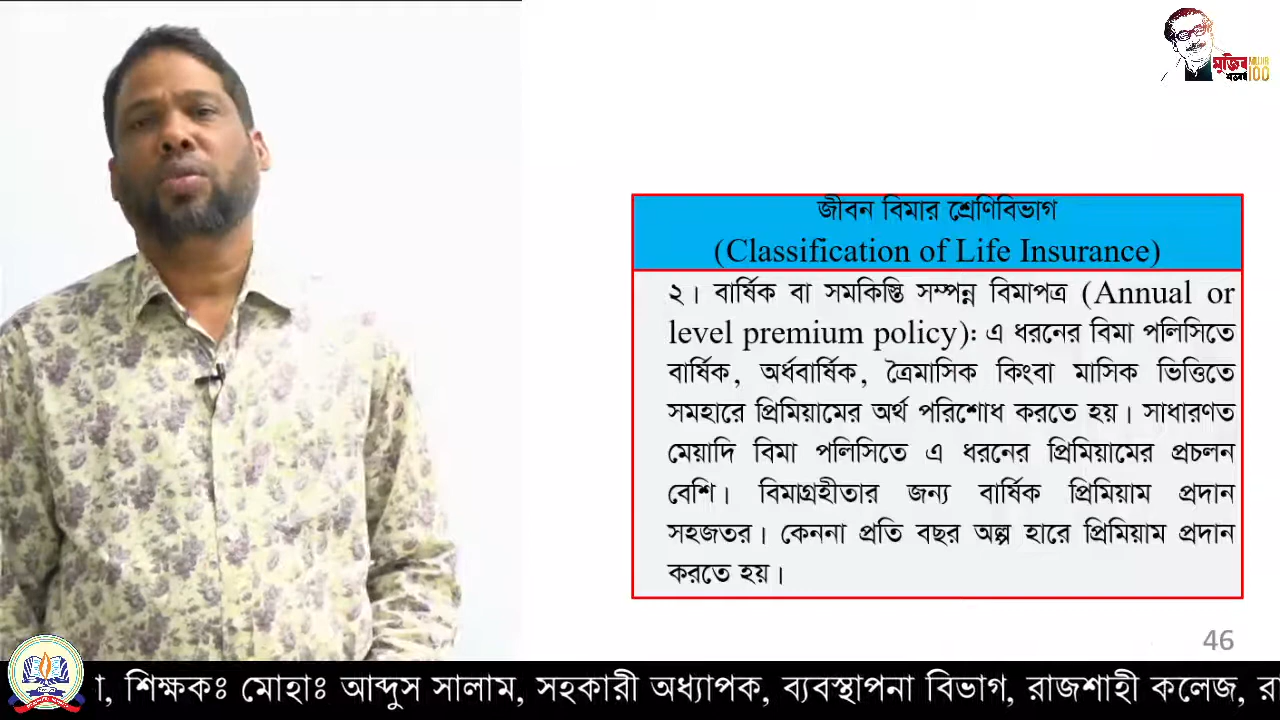 মুজিব
MUJIB
100
জীবন বিমার শ্রেণিবিভাগ
(Classification of Life Insurance)
২। বার্ষিক বা সমকিস্তি সম্পন্ন বিমাপত্র (Annual or
level premium policy)ঃ এ ধরনের বিমা পলিসিতে
বার্ষিক, অর্ধবার্ষিক, ত্রৈমাসিক কিংবা মাসিক ভিত্তিতে
সমহারে প্রিমিয়ামের অর্থ পরিশোধ করতে হয়। সাধারণত
মেয়াদি বিমা পলিসিতে এ ধরনের প্রিমিয়ামের প্রচলন
বেশি। বিমাগ্রহীতার জন্য বার্ষিক প্রিমিয়াম প্রদান
সহজতর। কেননা প্রতি বছর অল্প হারে প্রিমিয়াম প্রদান
করতে হয়।
46
, শিক্ষকঃ মোহাঃ আব্দুস সালাম, সহকারী অধ্যাপক, ব্যবস্থাপনা বিভাগ, রাজশাহী কলেজ,